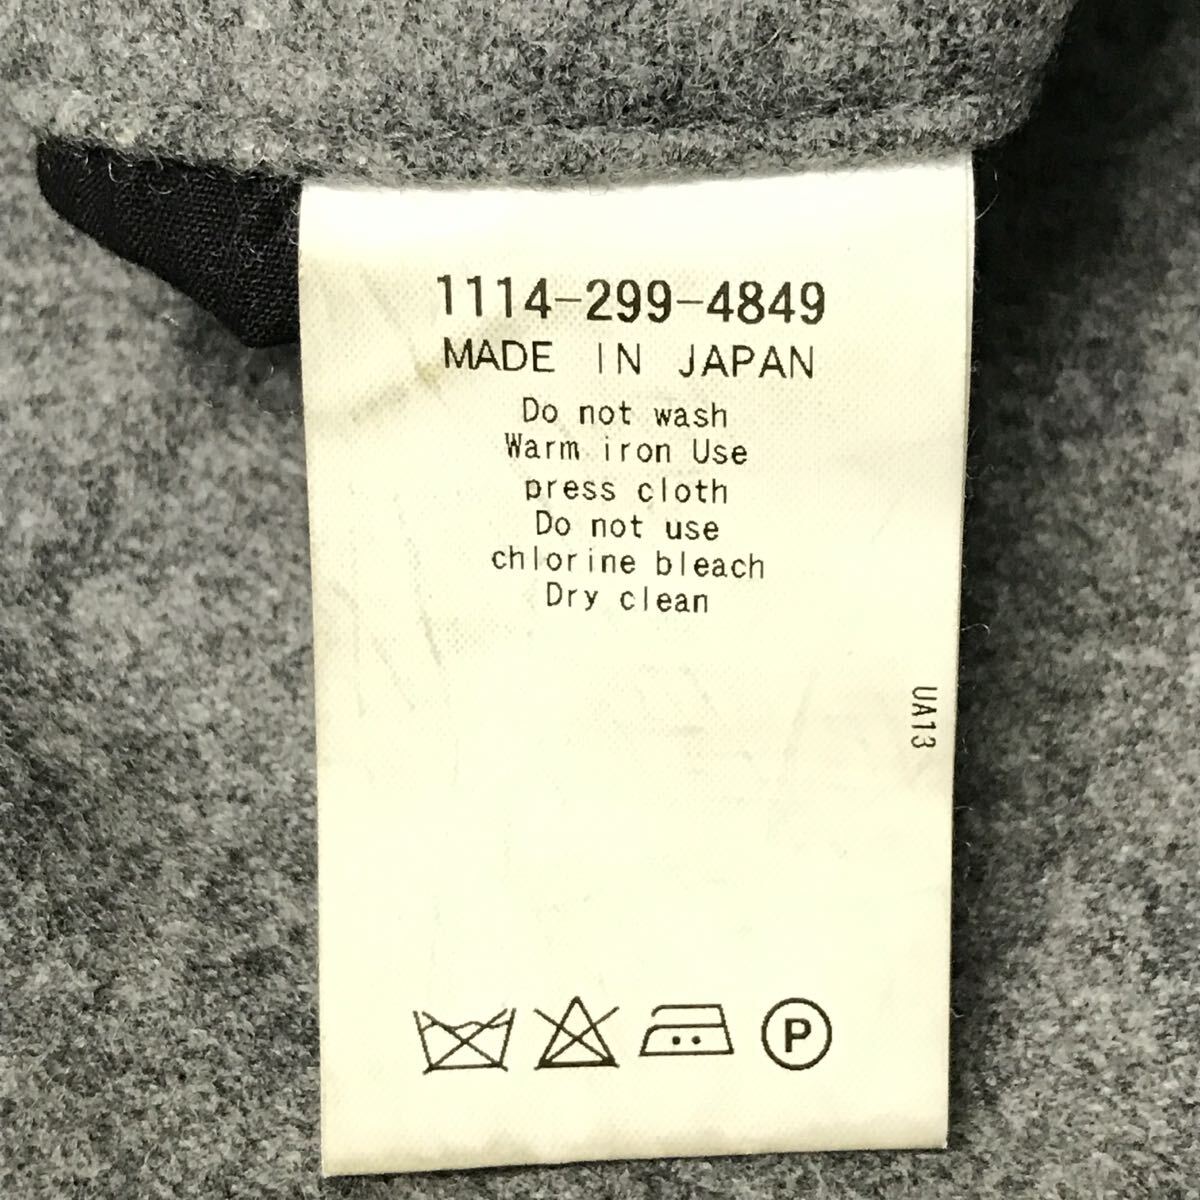 1114-299-4849
MADE IN JAPAN
Do not wash
Warm iron Use
press cloth
Do not use
chlorine bleach
Dry clean
UA13
P